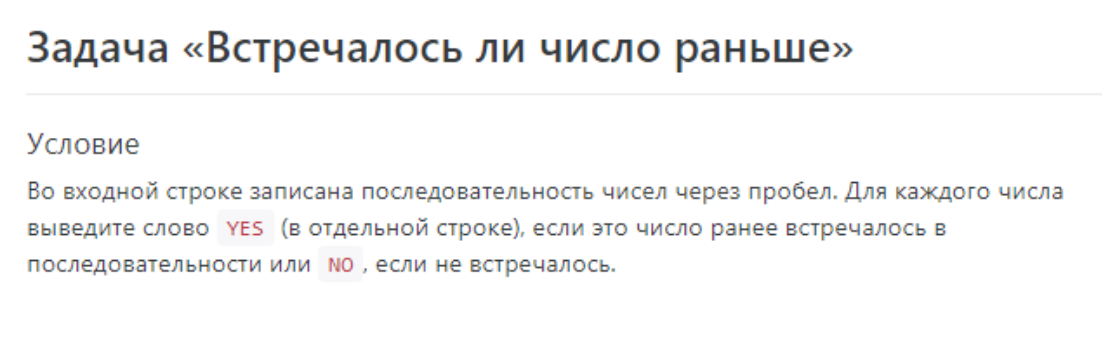 Задача «Встречалось ли число раньше»
Условие
Во входной строке записана последовательность чисел через пробел. Для каждого числа
выведите слово YES (в отдельной строке), если это число ранее встречалось в
последовательности или NO, если не встречалось.